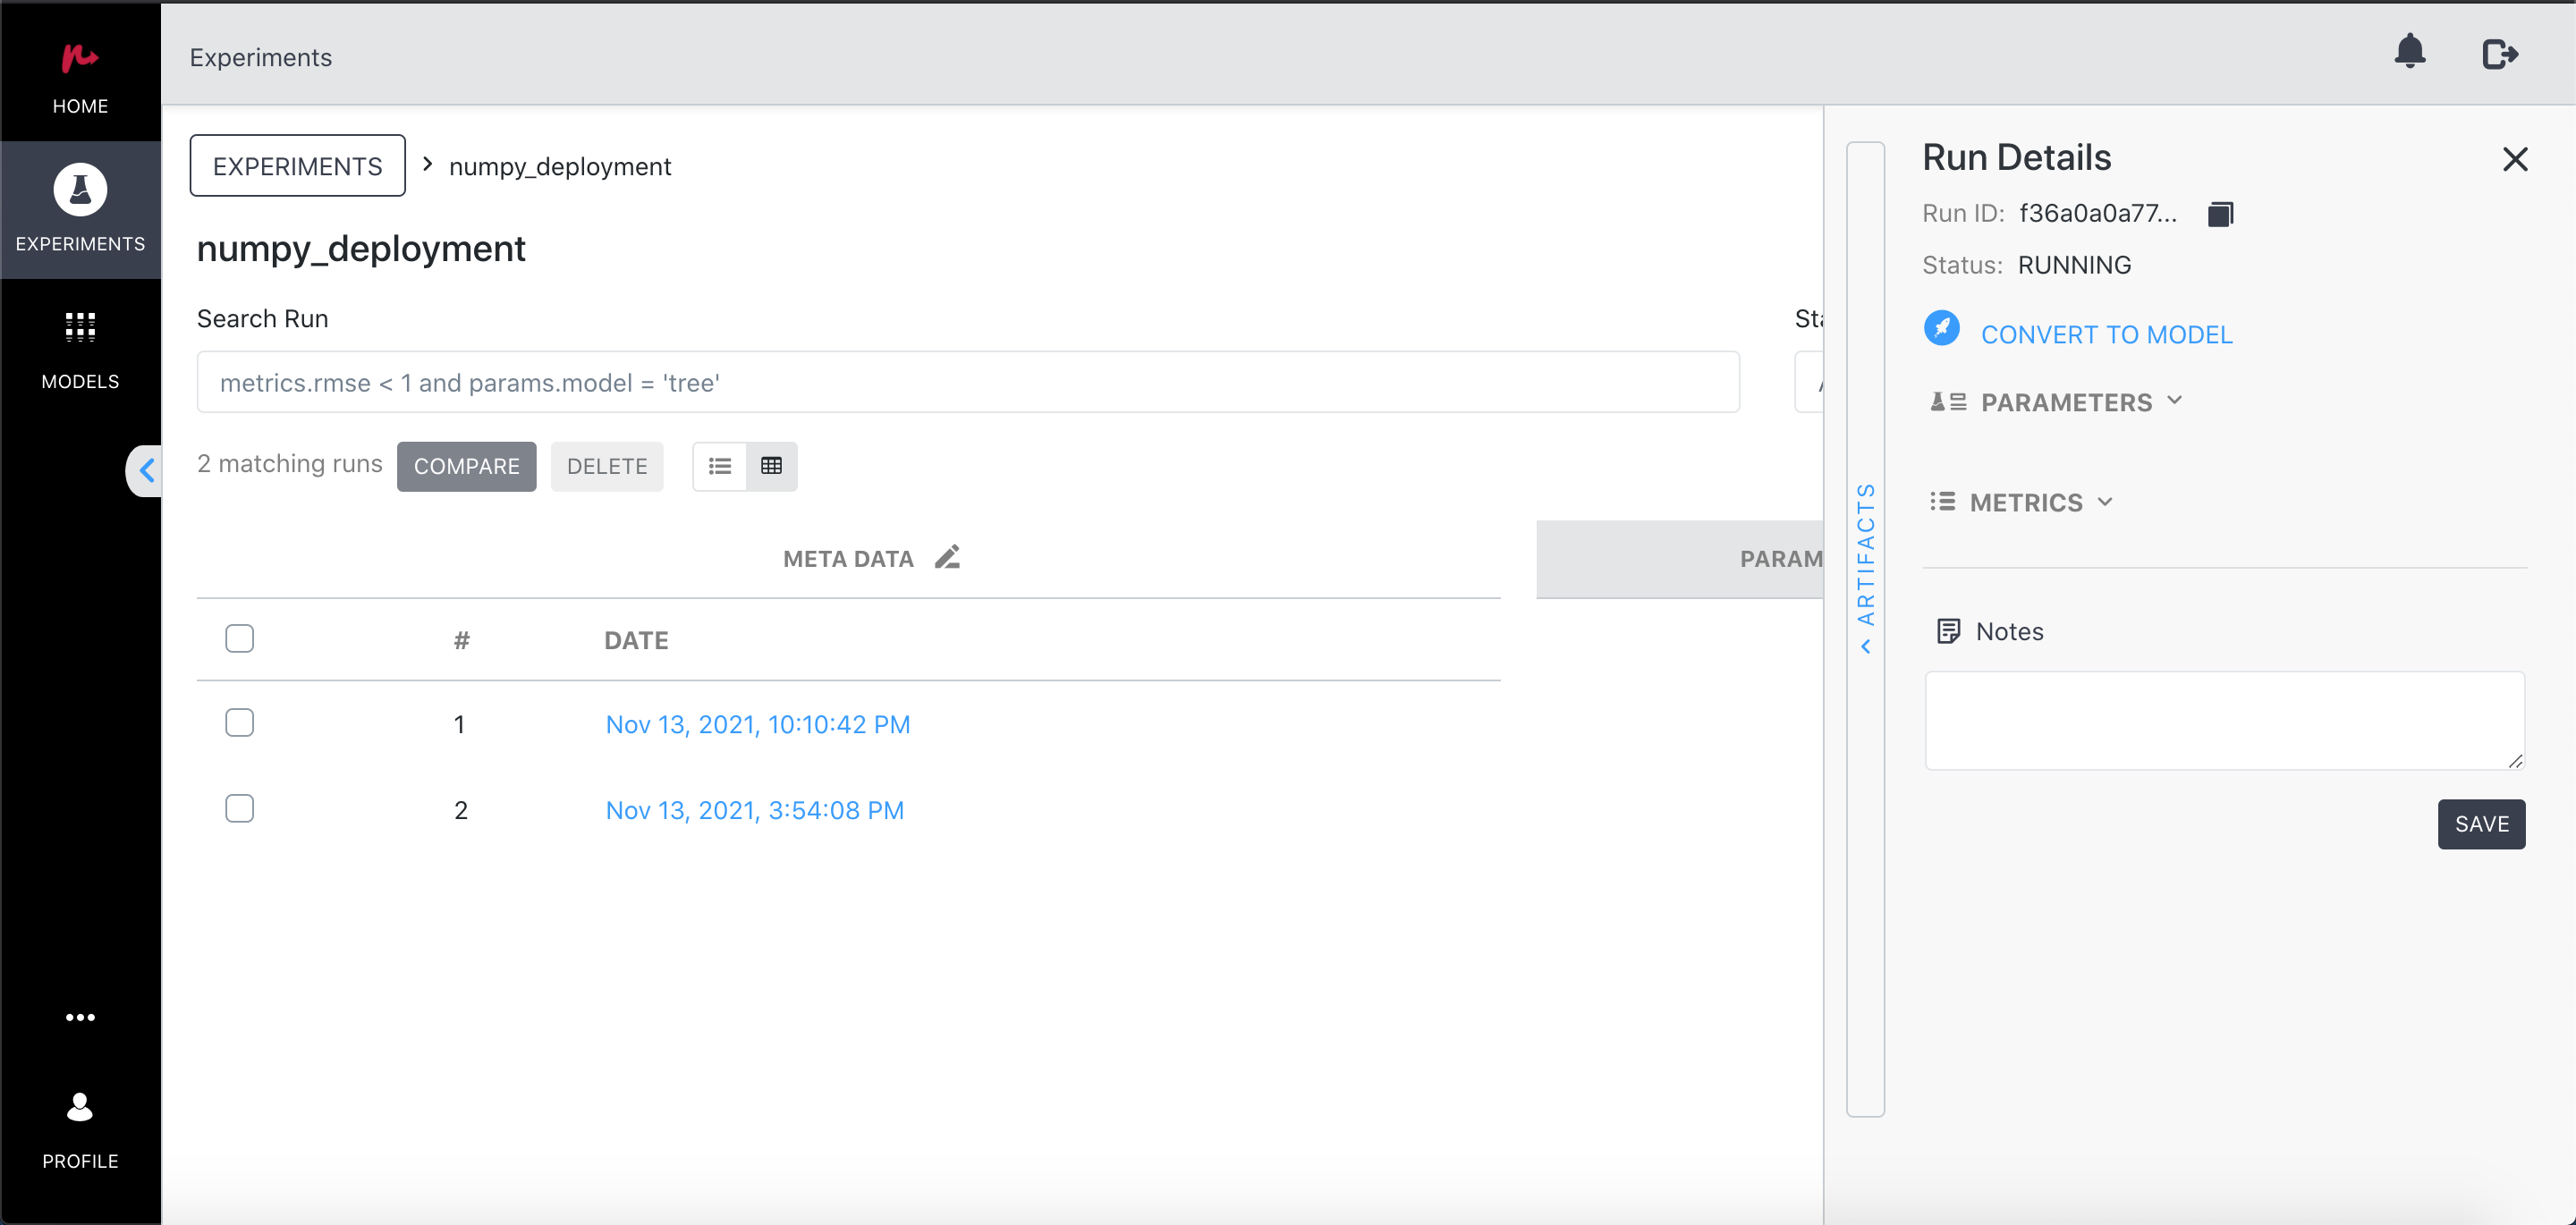 HOME
EXPERIMENTS
MODELS
PROFILE
Experiments
EXPERIMENTS > numpy_deployment
numpy_deployment
Search Run
metrics.rmse < 1 and params.model = 'tree'
2 matching runs COMPARE DELETE
META DATA
# DATE
1 Nov 13, 2021, 10:10:42 PM
2 Nov 13, 2021, 3:54:08 PM
Sta
PARAM
ARTIFACTS
Run Details
Run ID: f36a0a0a77...
Status: RUNNING
CONVERT TO MODEL
PARAMETERS
METRICS
Notes
SAVE